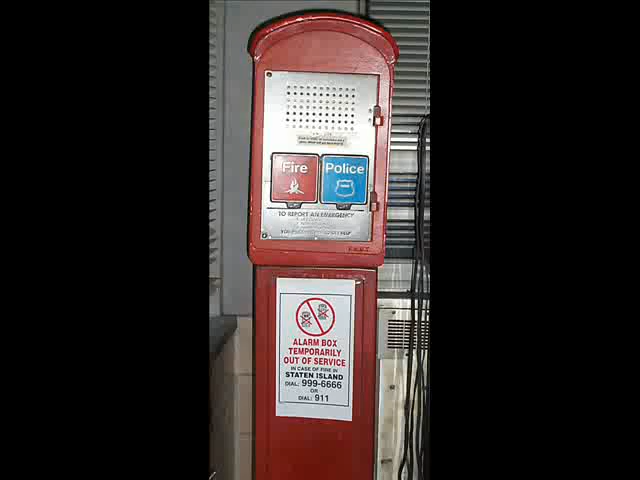 Fire Police
TO REPORT AN EMERGENCY
ALARM BOX
TEMPORARILY
OUT OF SERVICE
IN CASE OF FIRE IN
STATEN ISLAND
DIAL: 999-6666
OR
DIAL: 911